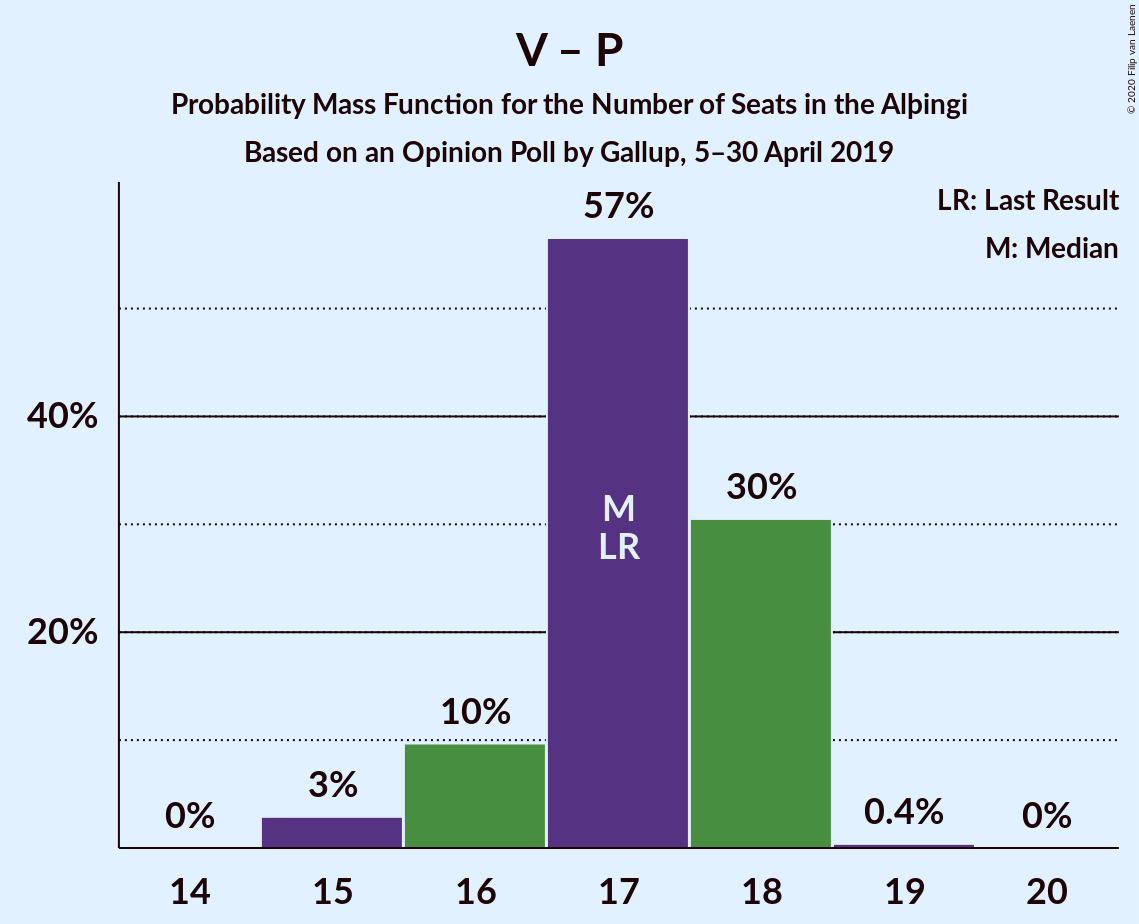 V – P
Probability Mass Function for the Number of Seats in the Alþingi
Based on an Opinion Poll by Gallup, 5–30 April 2019
© 2020 Filip van Laenen
LR: Last Result
M: Median
40%
20%
0%
3%
10%
57%
30%
0.4%
0%
M
LR
14
15
16
17
18
19
20